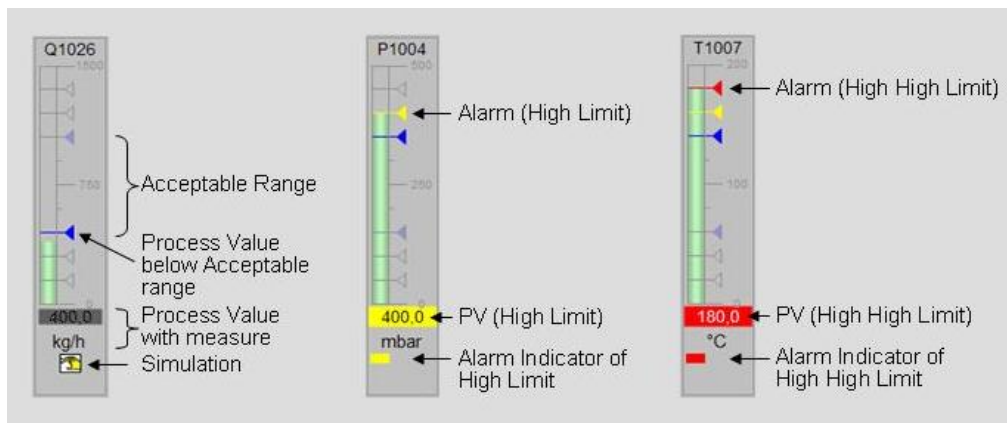 Q1026
1500
750
0
400,0
kg/h
Acceptable Range
Process Value
below Acceptable
range
Process Value
with measure
Simulation
P1004
500
250
0
400,0
mbar
Alarm (High Limit)
PV (High Limit)
Alarm Indicator of
High Limit
T1007
200
100
0
180,0
°C
Alarm (High High Limit)
PV (High High Limit)
Alarm Indicator of
High High Limit